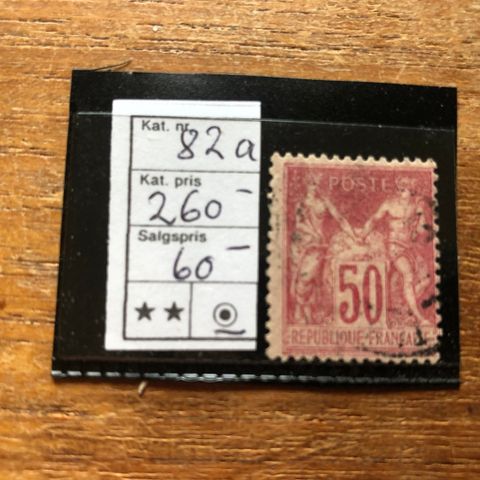 Kat. nr.
82a
Kat. pris
260-
Salgspris
60-
POSTES
50
REPUBLIQUE FRANÇAISE